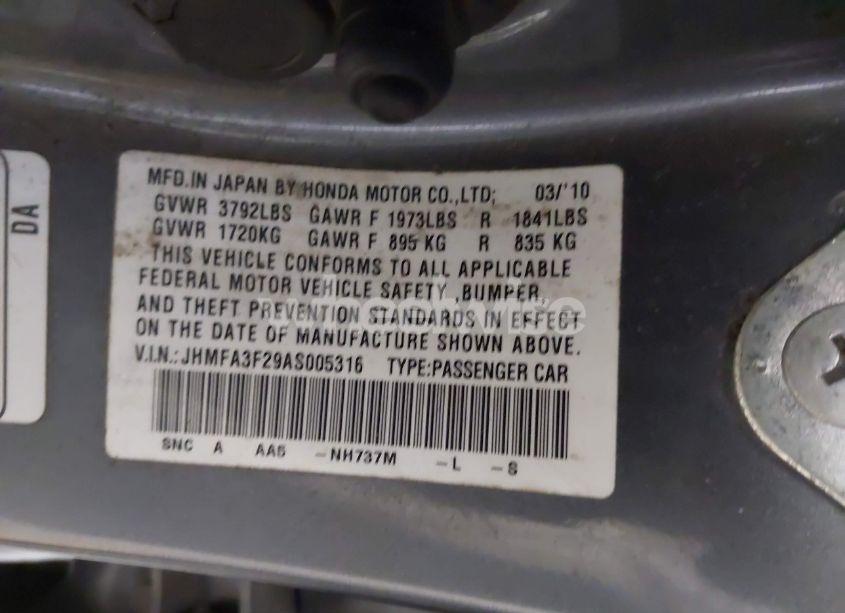 MFD.IN JAPAN BY HONDA MOTOR CO.,LTD; 03/'10
GVWR 3792LBS GAWR F 1973LBS R 1841LBS
GVWR 1720KG GAWR F 895 KG R 835 KG
THIS VEHICLE CONFORMS TO ALL APPLICABLE
FEDERAL MOTOR VEHICLE SAFETY ,BUMPER,
AND THEFT PREVENTION STANDARDS IN EFFECT
ON THE DATE OF MANUFACTURE SHOWN ABOVE.
V.I.N.:JHMFA3F29AS005316 TYPE:PASSENGER CAR
SNC A AA5 -NH737M -L -S
DA